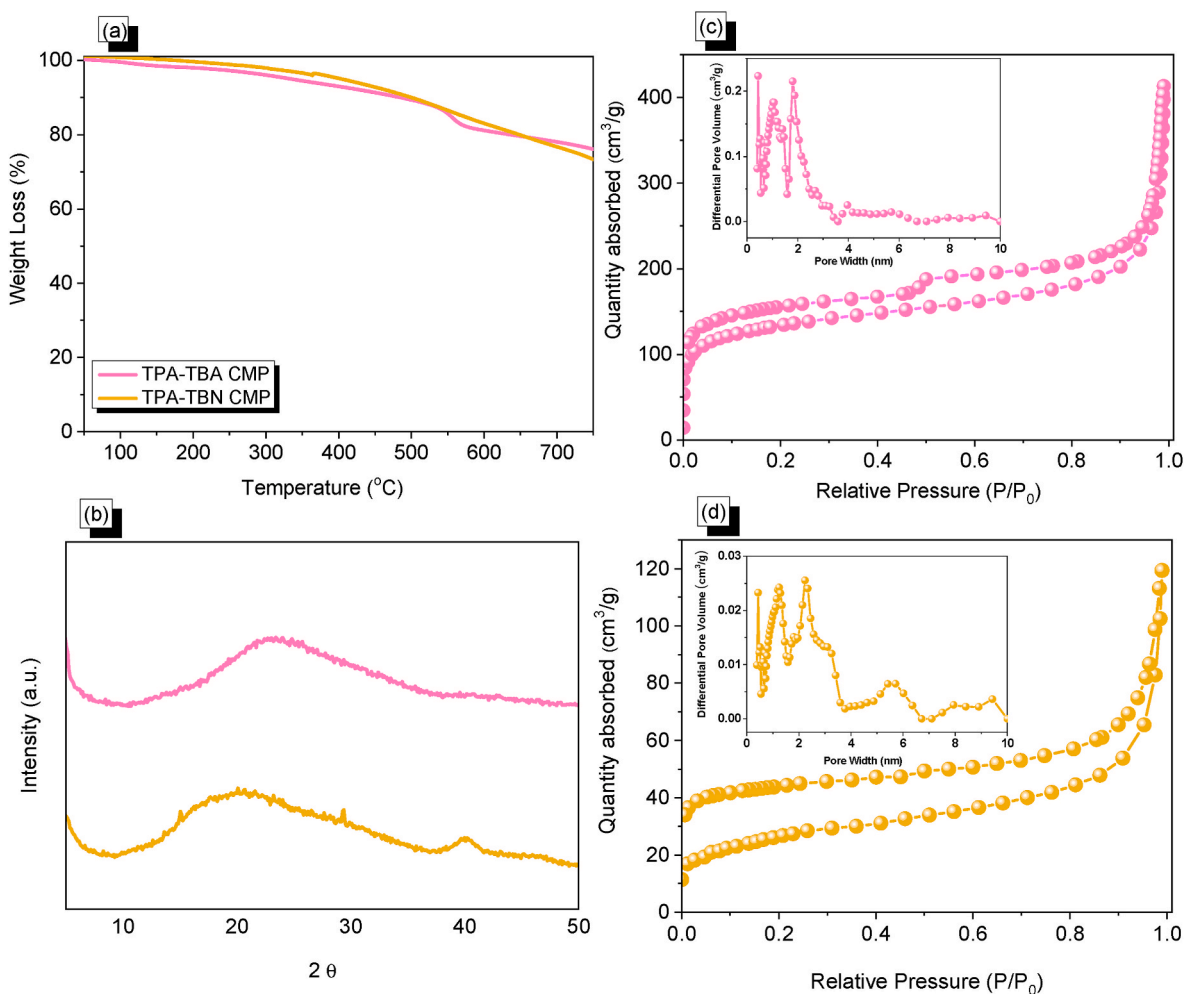 (a)
100
80
60
40
20
0
Weight Loss (%)
TPA-TBA CMP
TPA-TBN CMP
100 200 300 400 500 600 700
Temperature (°C)
(c)
400
300
200
100
0
Quantity absorbed (cm³/g)
0.2
0.1
0.0
Differential Pore Volume (cm³/g)
0 2 4 6 8 10
Pore Width (nm)
0.0 0.2 0.4 0.6 0.8 1.0
Relative Pressure (P/P₀)
(b)
Intensity (a.u.)
10 20 30 40 50
2 θ
(d)
120
100
80
60
40
20
0
Quantity absorbed (cm³/g)
0.03
0.02
0.01
0.00
Differential Pore Volume (cm³/g)
0 2 4 6 8 10
Pore Width (nm)
0.0 0.2 0.4 0.6 0.8 1.0
Relative Pressure (P/P₀)